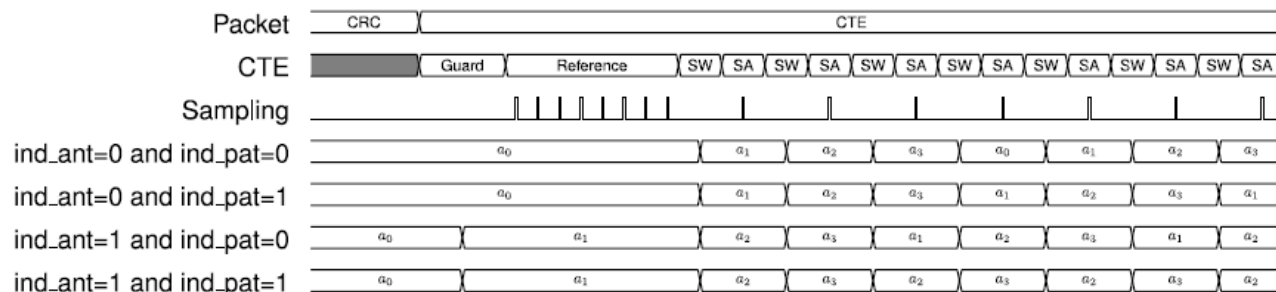 Packet CRC CTE
CTE Guard Reference SW SA SW SA SW SA SW SA SW SA SW SA SW SA
Sampling
ind_ant=0 and ind_pat=0 a₀ a₁ a₂ a₃ a₀ a₁ a₂ a₃
ind_ant=0 and ind_pat=1 a₀ a₁ a₂ a₃ a₁ a₂ a₃ a₁
ind_ant=1 and ind_pat=0 a₀ a₁ a₂ a₃ a₁ a₂ a₃ a₁ a₂
ind_ant=1 and ind_pat=1 a₀ a₁ a₂ a₃ a₂ a₃ a₂ a₃ a₂